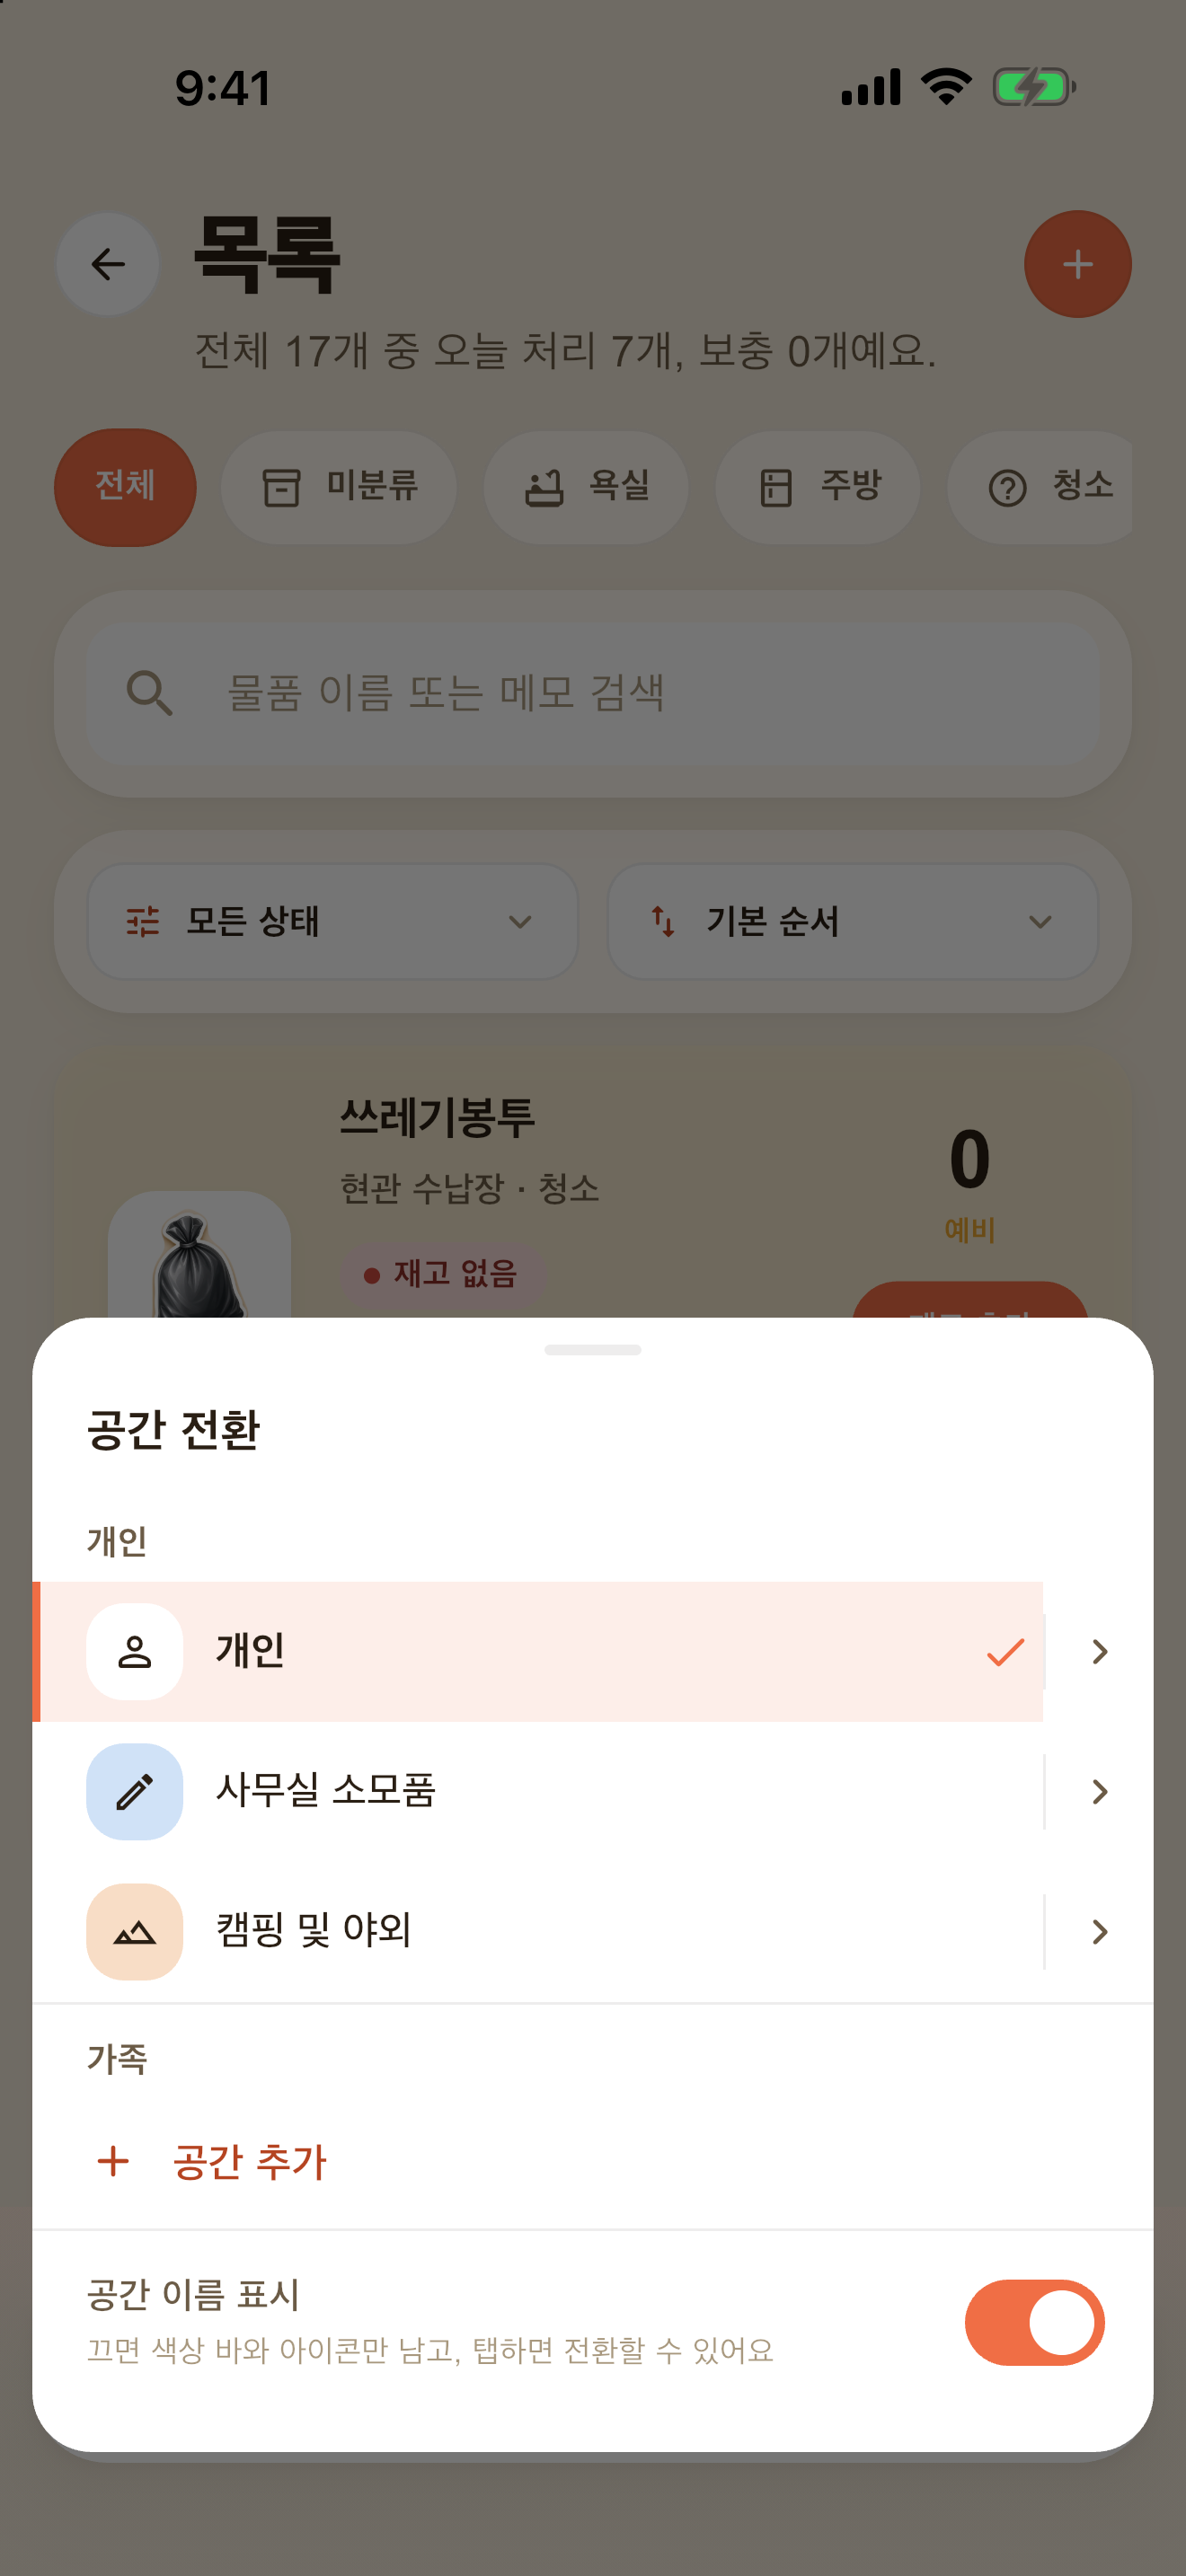 9:41
목록
전체 17개 중 오늘 처리 7개, 보충 0개예요.
전체
미분류
욕실
주방
청소
물품 이름 또는 메모 검색
모든 상태
기본 순서
쓰레기봉투
현관 수납장 · 청소
재고 없음
0
예비
공간 전환
개인
개인
사무실 소모품
캠핑 및 야외
가족
공간 추가
공간 이름 표시
끄면 색상 바와 아이콘만 남고, 탭하면 전환할 수 있어요